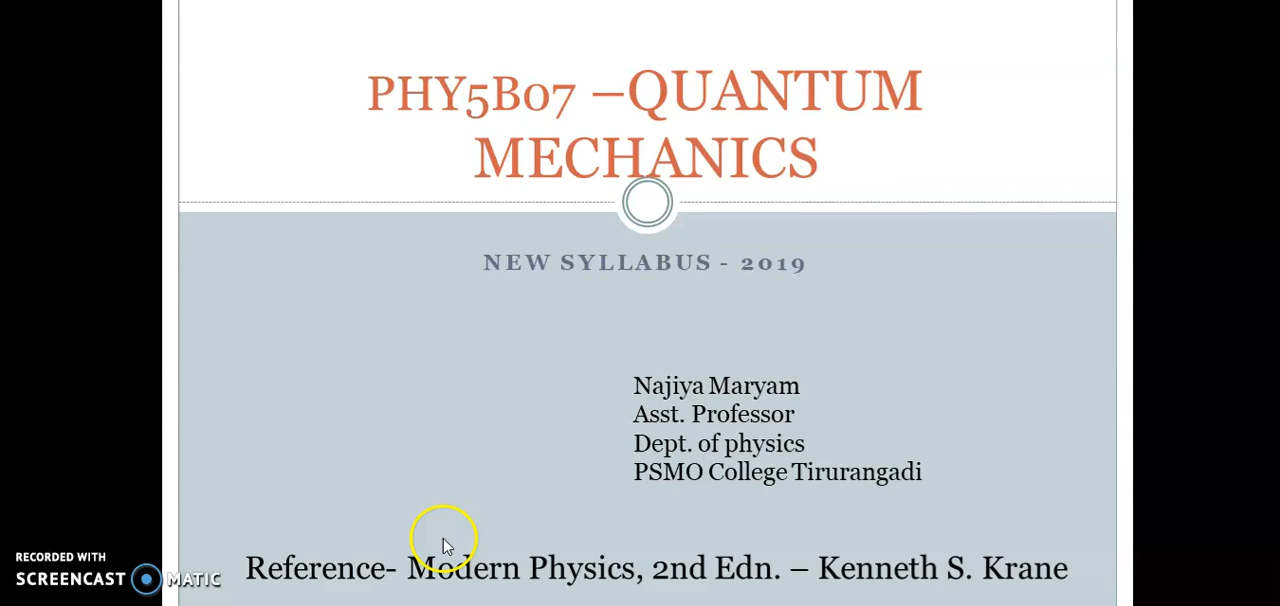 PHY5B07 –QUANTUM
MECHANICS
NEW SYLLABUS - 2019
Najiya Maryam
Asst. Professor
Dept. of physics
PSMO College Tirurangadi
Reference- Modern Physics, 2nd Edn. – Kenneth S. Krane
RECORDED WITH
SCREENCAST MATIC